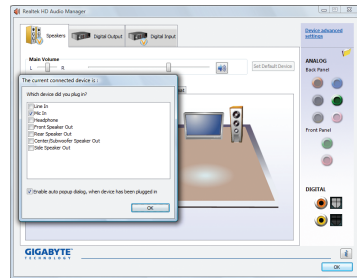 Realtek HD Audio Manager
Speakers
Digital Output
Digital Input
Device advanced settings
Main Volume
L
R
Set Default Device
ANALOG
Back Panel
The current connected device is :
Which device did you plug in?
Line In
Mic In
Headphone
Front Speaker Out
Rear Speaker Out
Center/Subwoofer Speaker Out
Side Speaker Out
Enable auto popup dialog, when device has been plugged in
OK
Front Panel
DIGITAL
GIGABYTE™
TECHNOLOGY
i
OK